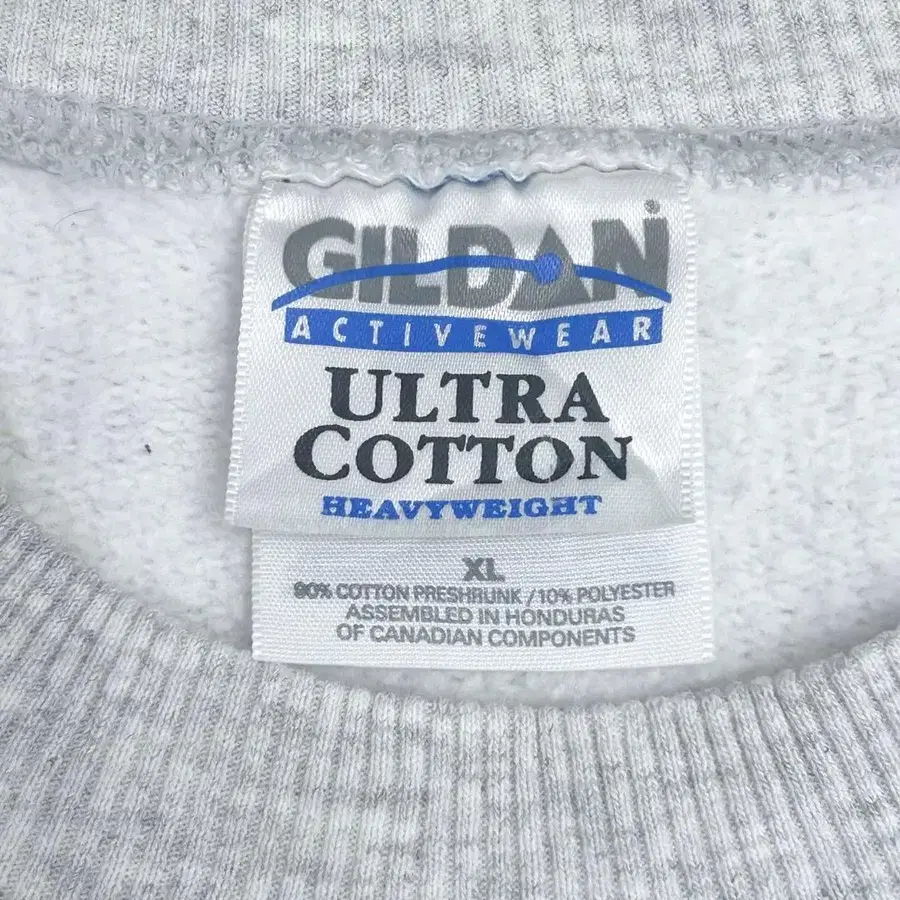 GILDAN®
ACTIVEWEAR
ULTRA
COTTON
HEAVYWEIGHT
XL
90% COTTON PRESHRUNK / 10% POLYESTER
ASSEMBLED IN HONDURAS
OF CANADIAN COMPONENTS